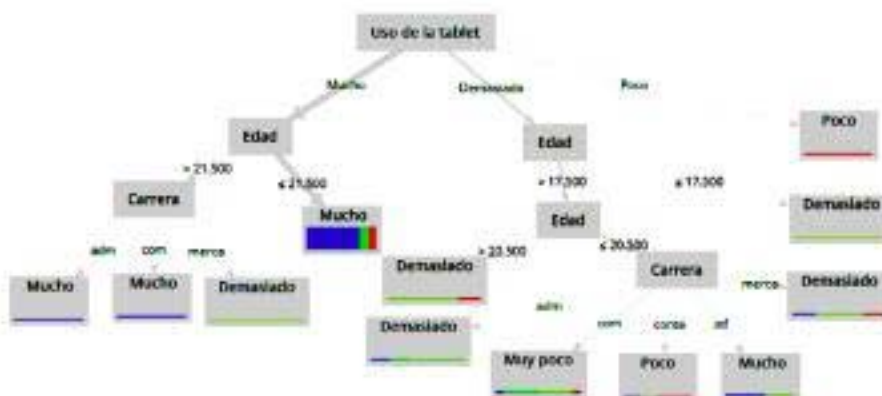 Uso de la tablet
Mucho
Demasiado
Poco
Edad
Edad
Poco
> 21.500
≤ 21.500
> 17.500
≤ 17.500
Carrera
Mucho
Edad
Demasiado
adm
com
merca
> 20.500
≤ 20.500
Mucho
Mucho
Demasiado
Demasiado
Carrera
merca
Demasiado
Demasiado
adm
com
Muy poco
Poco
Mucho